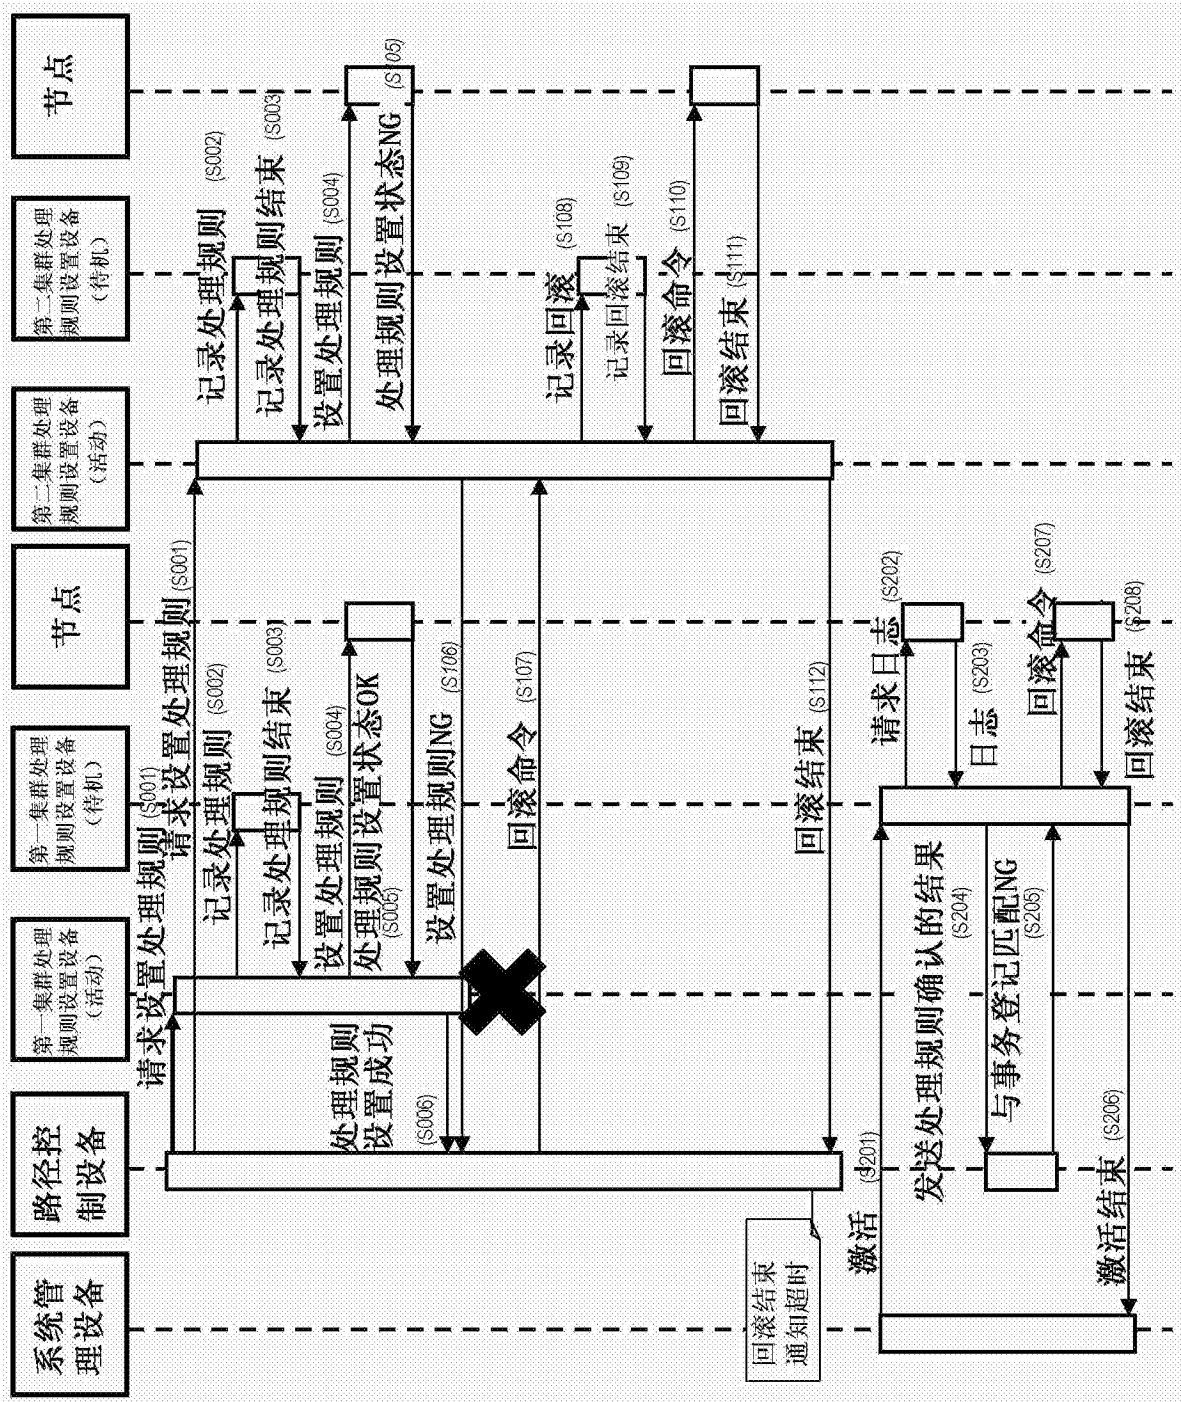 系统管
理设备
路径控
制设备
第一集群处理
规则设置设备
(活动)
第一集群处理
规则设置设备
(待机)
节点
第二集群处理
规则设置设备
(活动)
第二集群处理
规则设置设备
(待机)
节点
请求设置处理规则(S001)
请求设置处理规则(S001)
记录处理规则(S002)
记录处理规则(S002)
记录处理规则结束(S003)
记录处理规则结束(S003)
设置处理规则(S004)
设置处理规则(S004)
处理规则设置状态OK
(S005)
处理规则设置状态NG(S105)
处理规则
设置成功
(S006)
设置处理规则NG(S106)
回滚命令(S107)
记录回滚(S108)
记录回滚结束(S109)
回滚命令(S110)
回滚结束(S111)
回滚结束(S112)
回滚结束
通知超时
激活(S201)
请求日志(S202)
日志(S203)
发送处理规则确认的结果
(S204)
与事务登记匹配NG
(S205)
回滚命令(S207)
激活结束(S206)
回滚结束(S208)